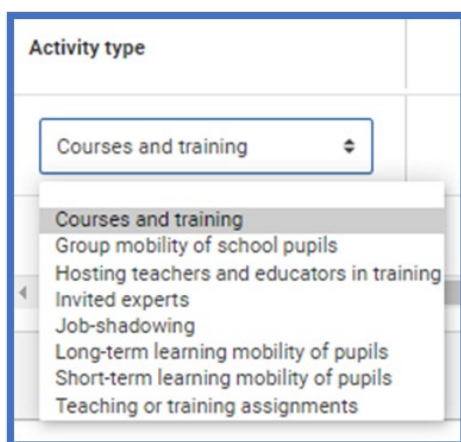 Activity type
Courses and training
Courses and training
Group mobility of school pupils
Hosting teachers and educators in training
Invited experts
Job-shadowing
Long-term learning mobility of pupils
Short-term learning mobility of pupils
Teaching or training assignments